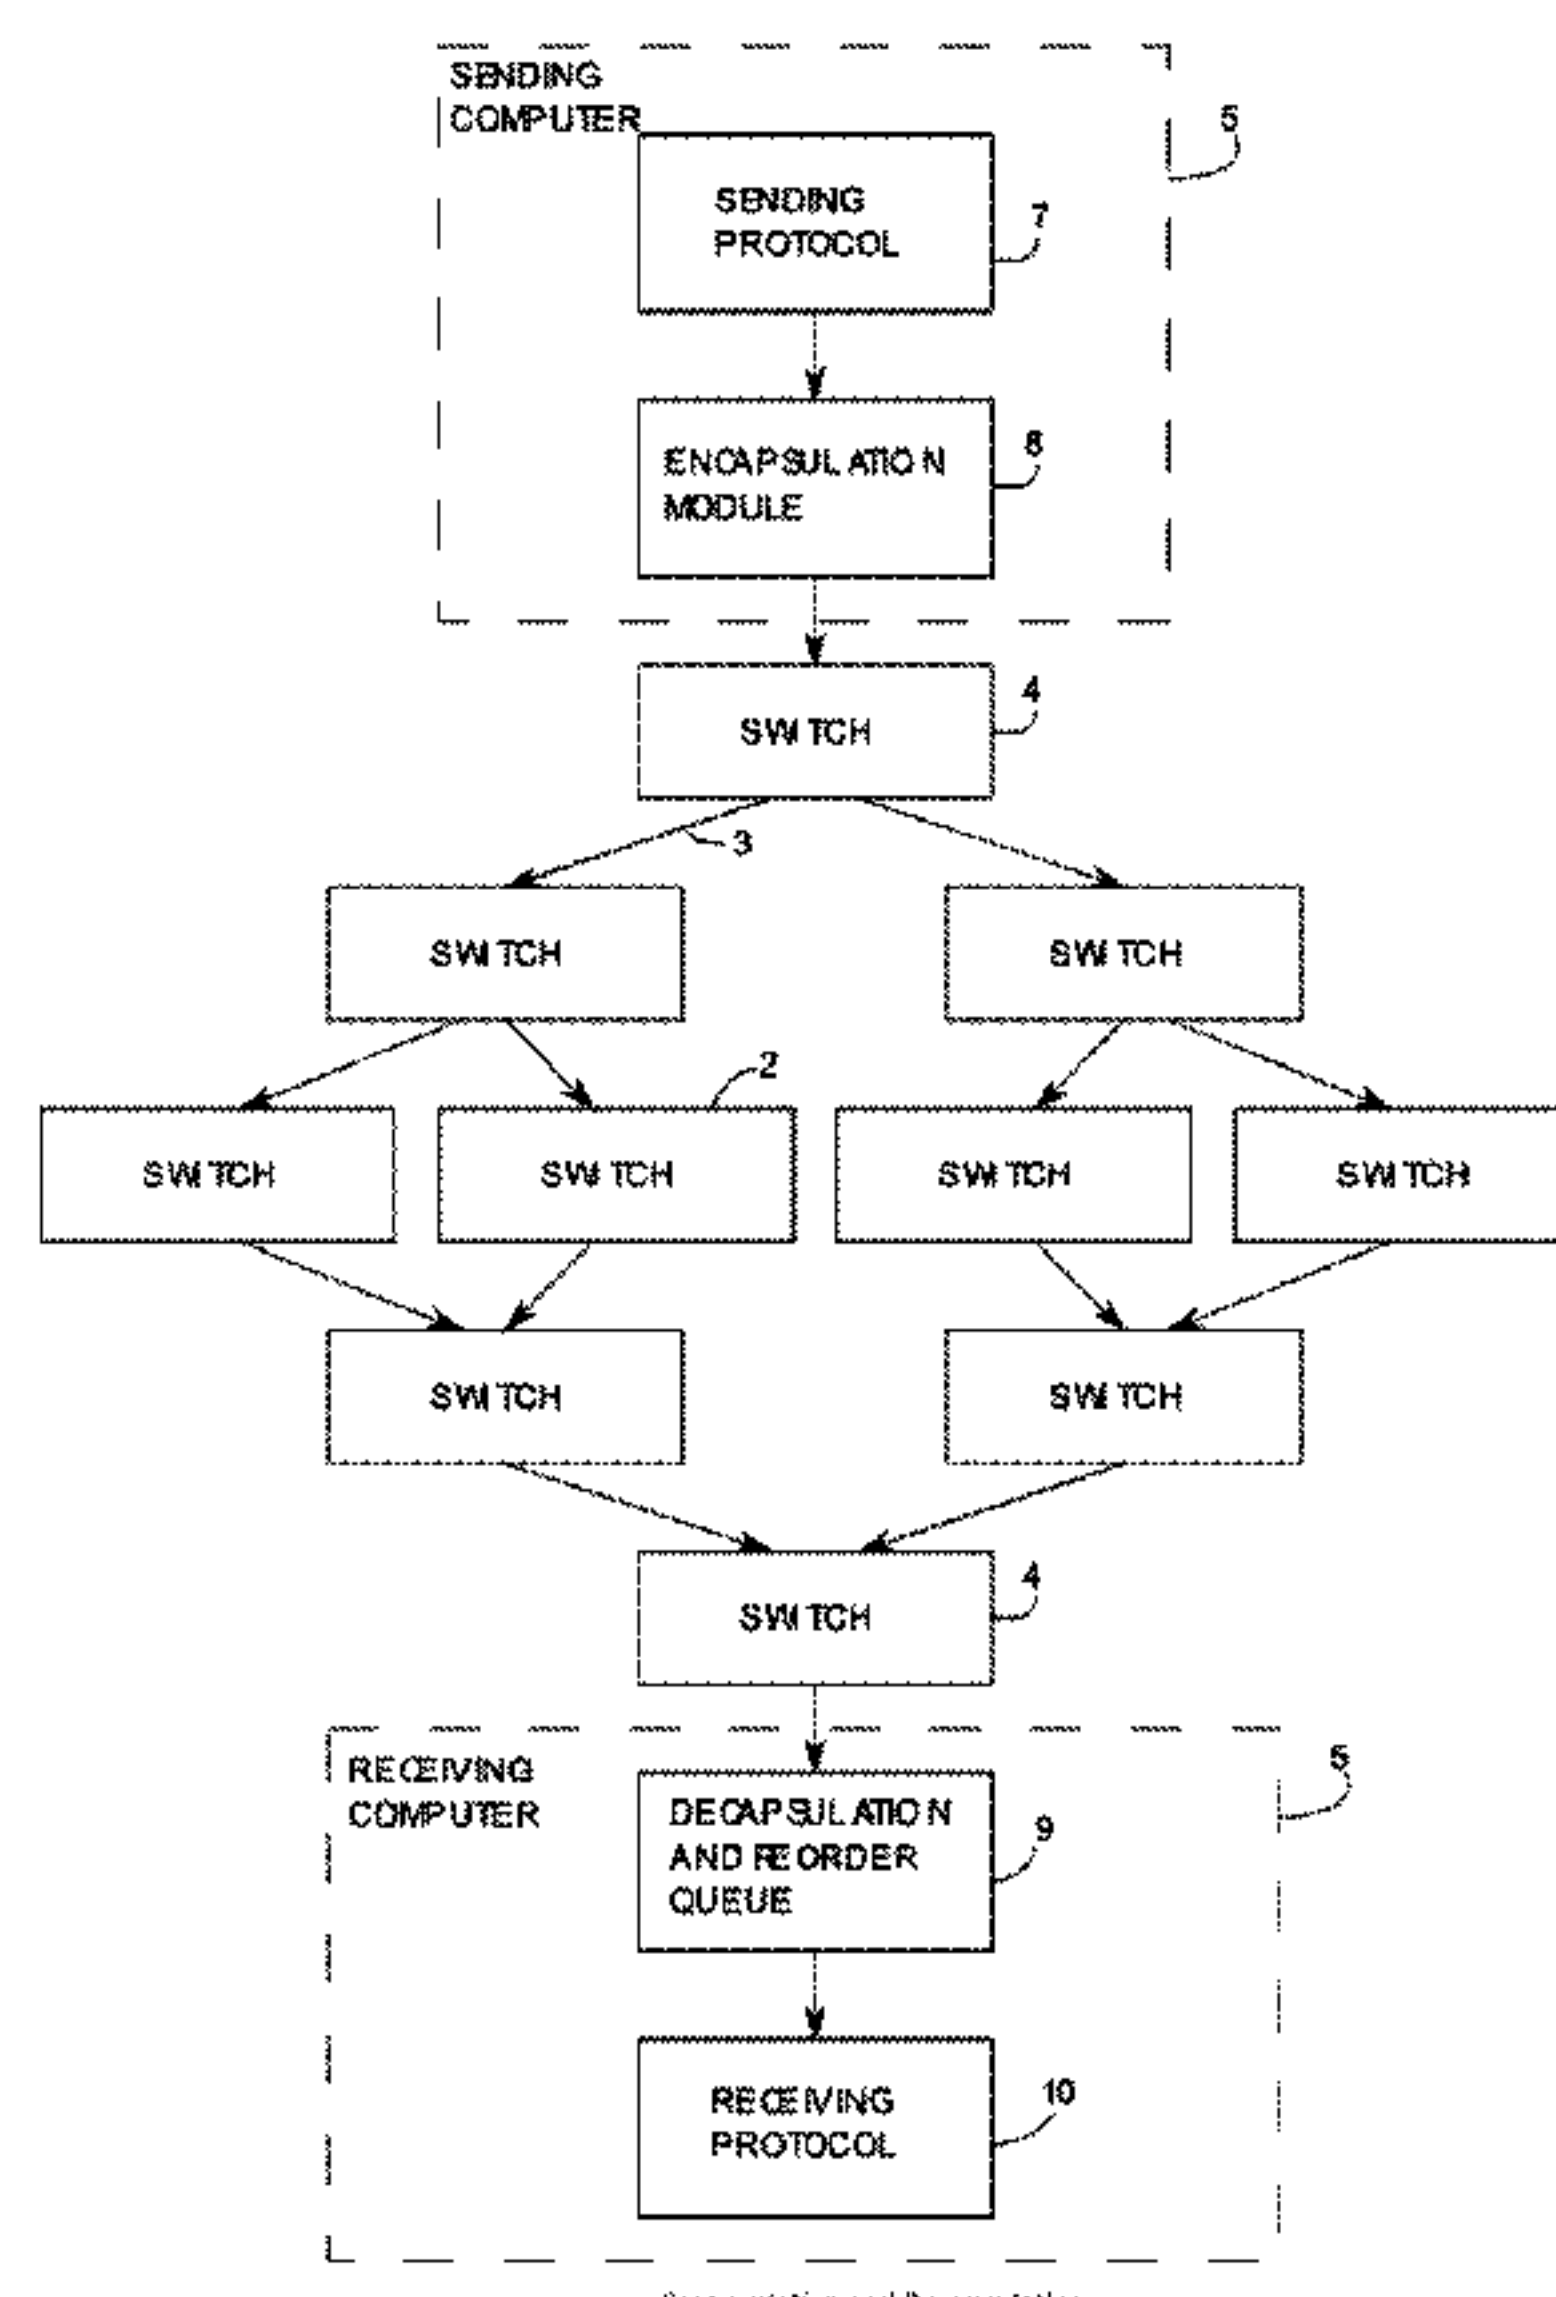 SENDING
COMPUTER
5
SENDING
PROTOCOL
7
ENCAPSULATION
MODULE
SWITCH
4
3
SWITCH
SWITCH
2
SWITCH
SWITCH
SWITCH
SWITCH
SWITCH
SWITCH
SWITCH
4
RECEIVING
COMPUTER
5
DECAPSULATION
AND REORDER
QUEUE
9
RECEIVING
PROTOCOL
10